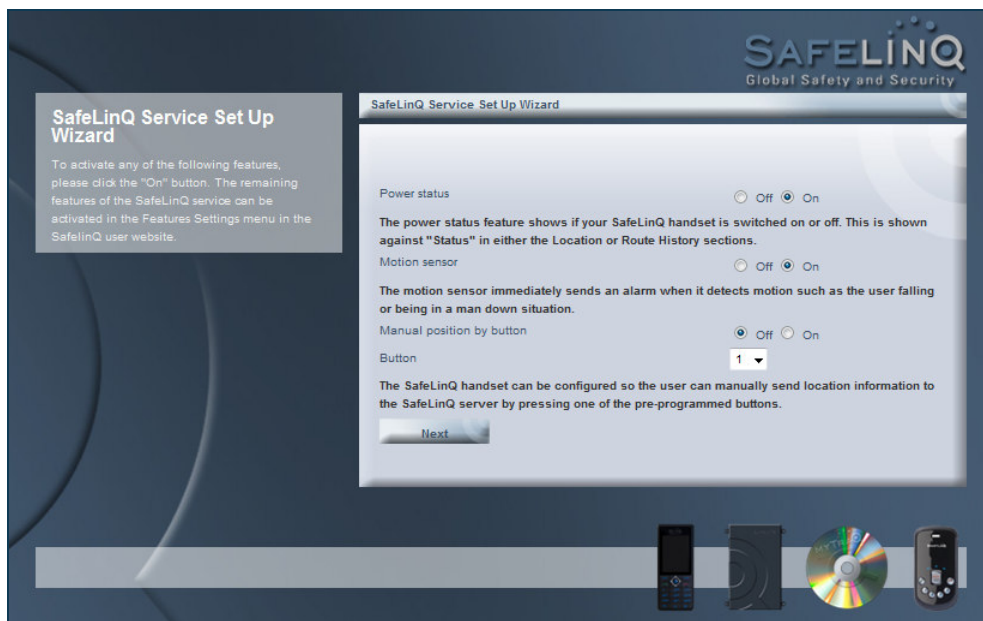 SAFELINQ
Global Safety and Security
SafeLinQ Service Set Up
Wizard
To activate any of the following features,
please click the "On" button. The remaining
features of the SafeLinQ service can be
activated in the Features Settings menu in the
SafelinQ user website.
SafeLinQ Service Set Up Wizard
Power status Off On
The power status feature shows if your SafeLinQ handset is switched on or off. This is shown
against "Status" in either the Location or Route History sections.
Motion sensor Off On
The motion sensor immediately sends an alarm when it detects motion such as the user falling
or being in a man down situation.
Manual position by button Off On
Button 1
The SafeLinQ handset can be configured so the user can manually send location information to
the SafeLinQ server by pressing one of the pre-programmed buttons.
Next